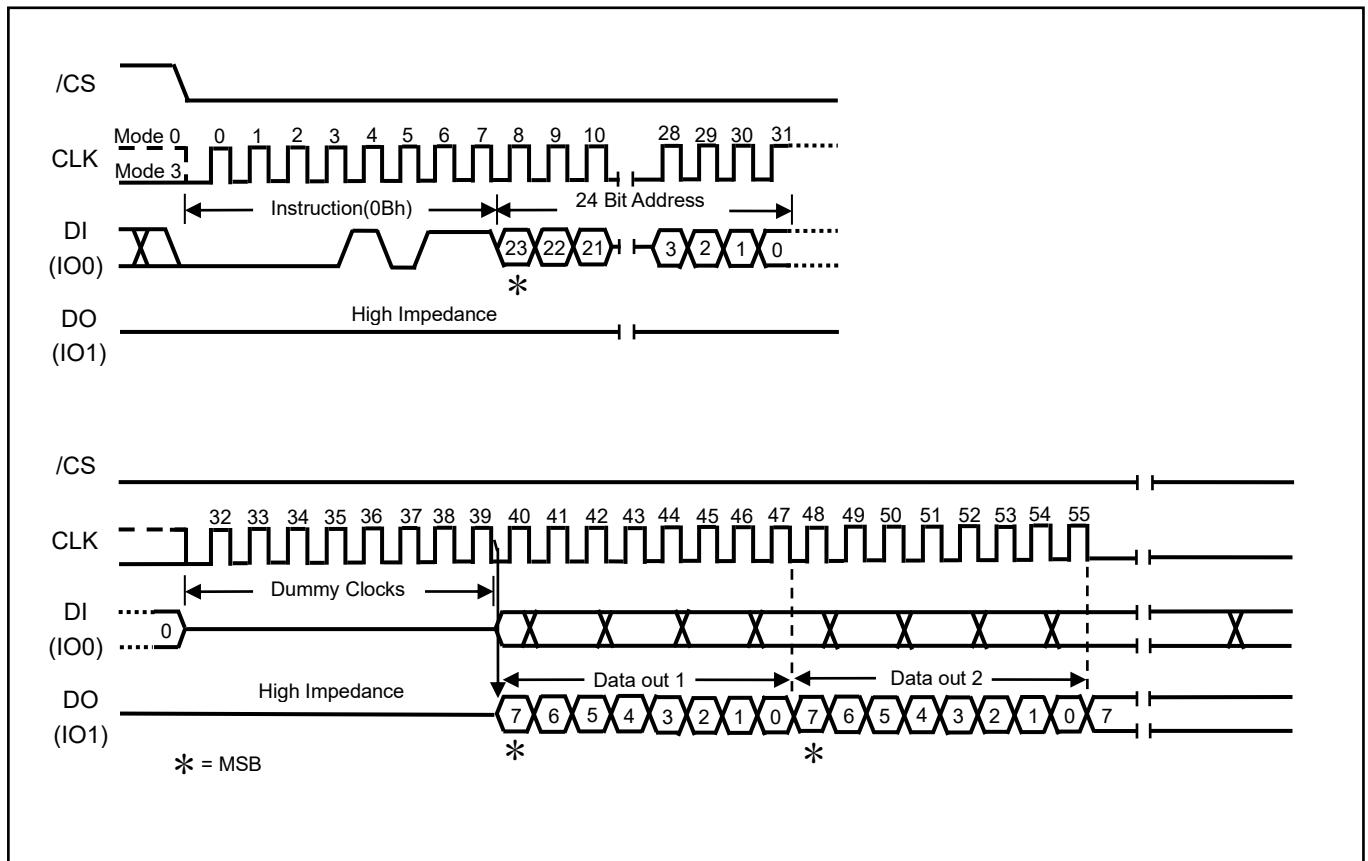 /CS
Mode 0 0 1 2 3 4 5 6 7 8 9 10 28 29 30 31
CLK
Mode 3
Instruction(0Bh) 24 Bit Address
DI
(IO0)
23 22 21 3 2 1 0
*
DO
(IO1)
High Impedance
/CS
32 33 34 35 36 37 38 39 40 41 42 43 44 45 46 47 48 49 50 51 52 53 54 55
CLK
Dummy Clocks
DI
(IO0)
0
Data out 1 Data out 2
DO
(IO1)
High Impedance
7 6 5 4 3 2 1 0 7 6 5 4 3 2 1 0 7
* *
* = MSB